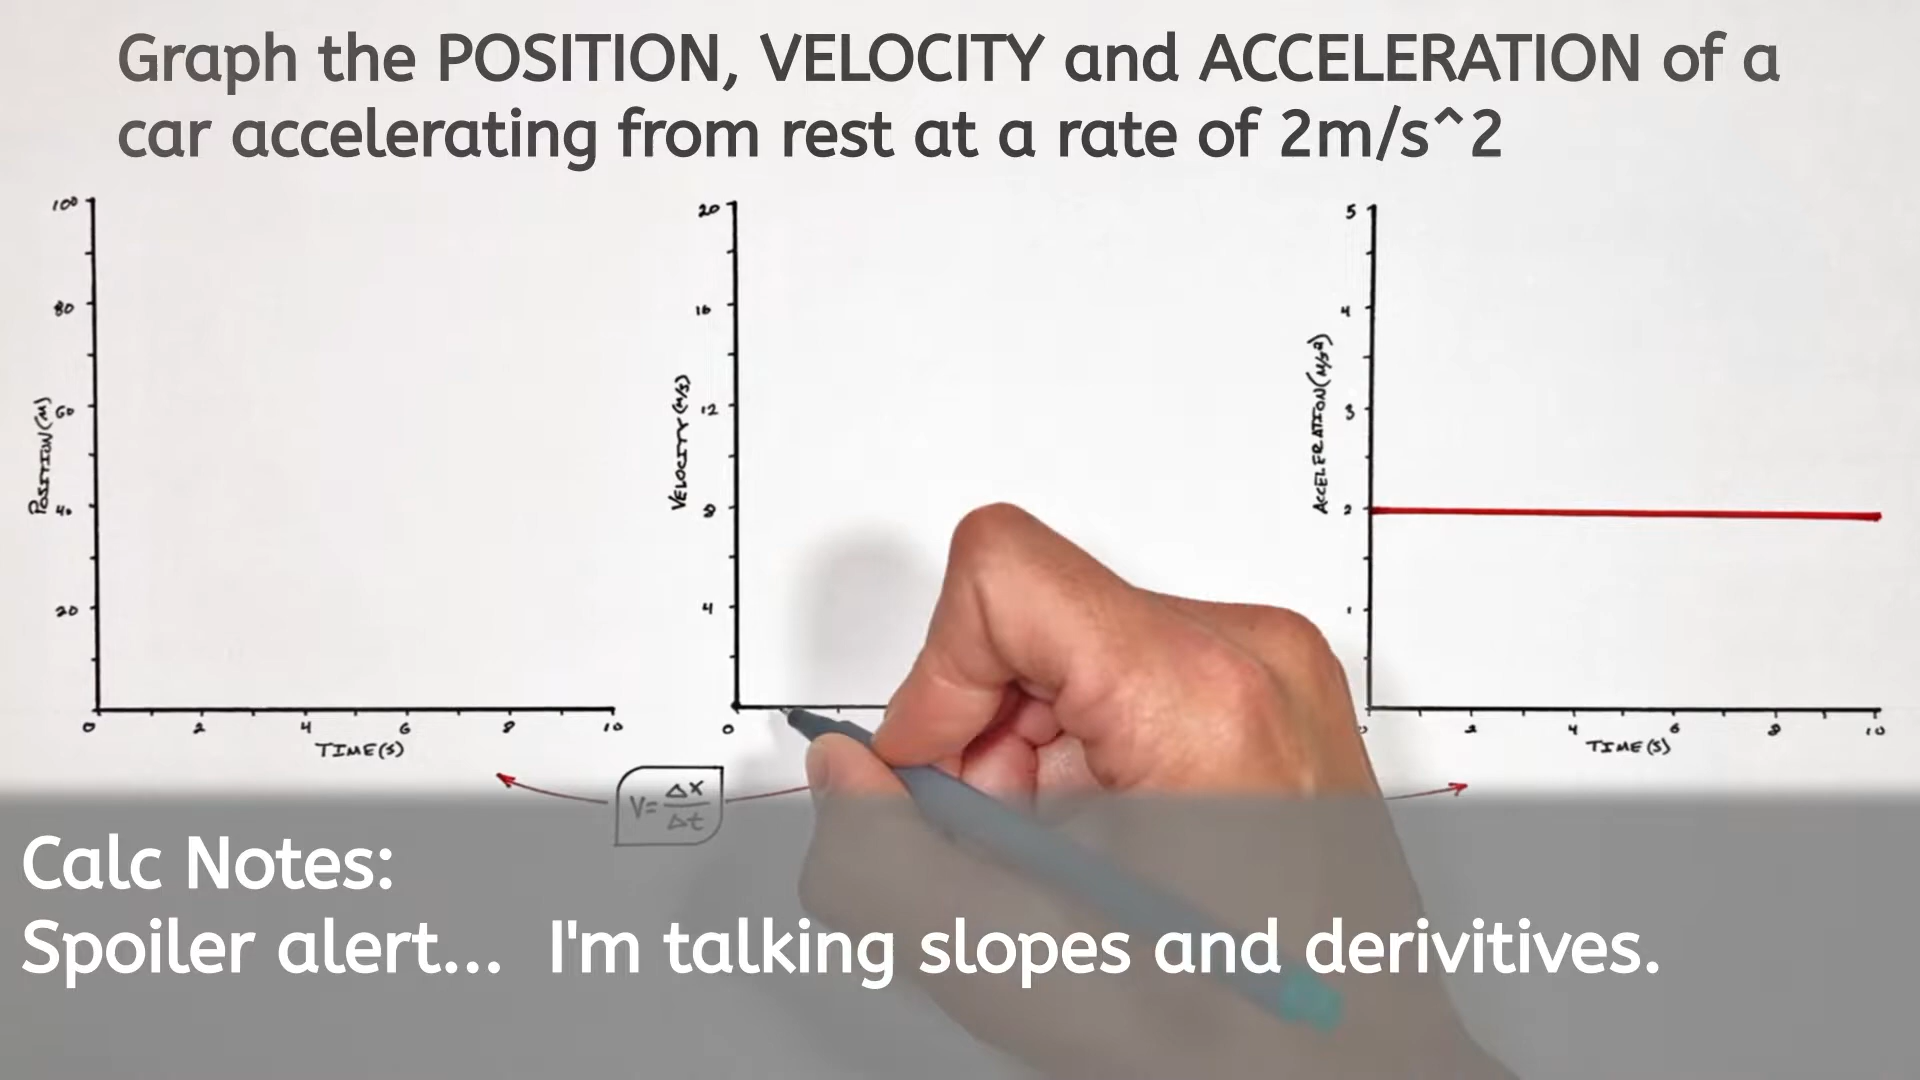 Graph the POSITION, VELOCITY and ACCELERATION of a
car accelerating from rest at a rate of 2m/s^2
100
80
60
40
20
POSITION(M)
0 2 4 6 8 10
TIME(S)
20
16
12
8
4
VELOCITY(M/S)
0
5
4
3
2
1
ACCELERATION(M/S²)
0 2 4 6 8 10
TIME(S)
V=Δx/Δt
Calc Notes:
Spoiler alert... I'm talking slopes and derivitives.